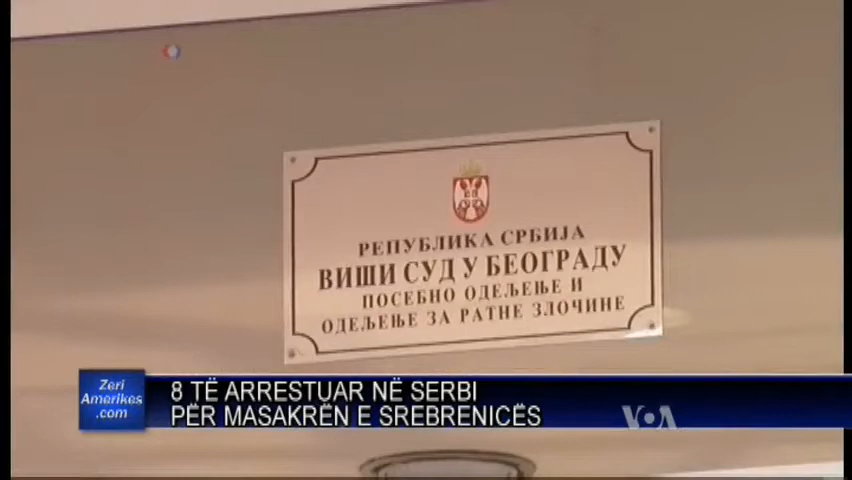 РЕПУБЛИКА СРБИЈА
ВИШИ СУД У БЕОГРАДУ
ПОСЕБНО ОДЕЉЕЊЕ И
ОДЕЉЕЊЕ ЗА РАТНЕ ЗЛОЧИНЕ
Zeri
Amerikes
.com
8 TË ARRESTUAR NË SERBI
PËR MASAKRËN E SREBRENICËS
VOA